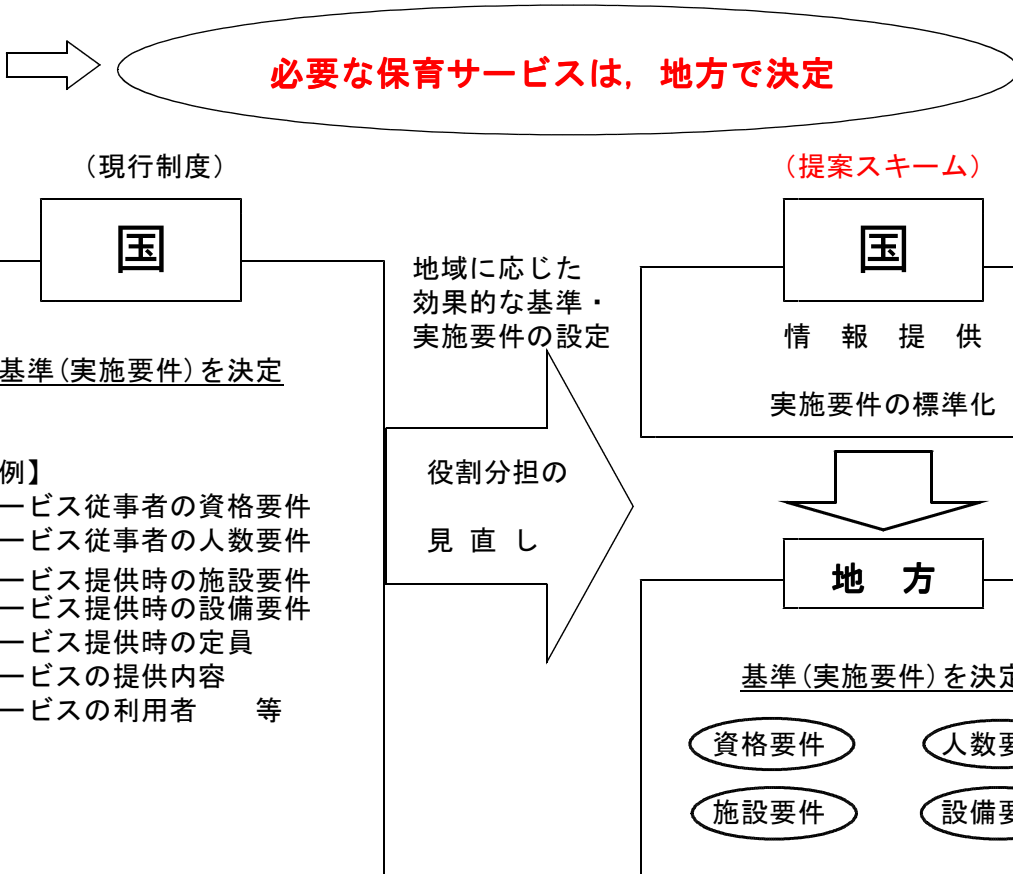 必要な保育サービスは，地方で決定
（現行制度）
国
基準(実施要件)を決定
例】
ービス従事者の資格要件
ービス従事者の人数要件
ービス提供時の施設要件
ービス提供時の設備要件
ービス提供時の定員
ービスの提供内容
ービスの利用者　　等
地域に応じた
効果的な基準・
実施要件の設定
役割分担の
見 直 し
（提案スキーム）
国
情　報　提　供
実施要件の標準化
地　方
基準(実施要件)を決定
資格要件
人数要
施設要件
設備要